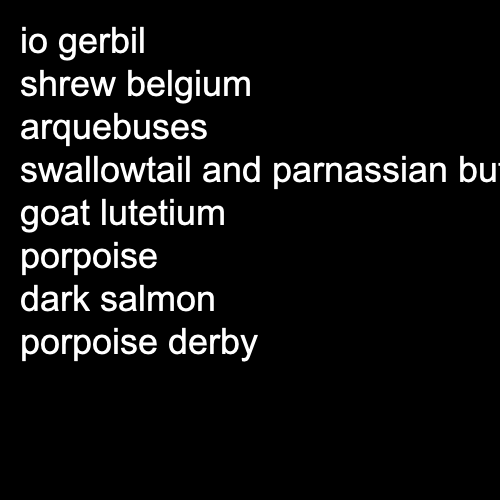 io gerbil
shrew belgium
arquebuses
swallowtail and parnassian
goat lutetium
porpoise
dark salmon
porpoise derby